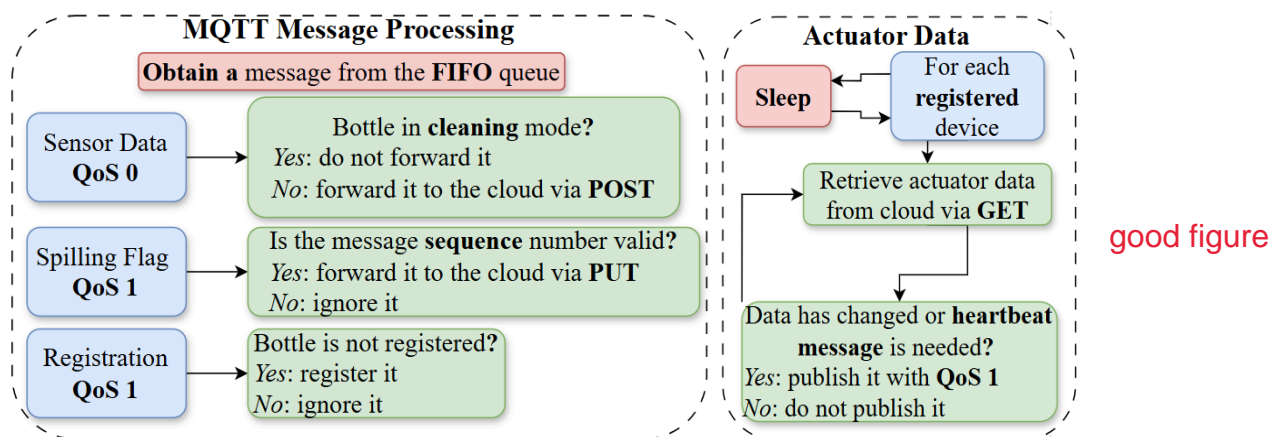 MQTT Message Processing
Obtain a message from the FIFO queue
Sensor Data
QoS 0
Bottle in cleaning mode?
Yes: do not forward it
No: forward it to the cloud via POST
Spilling Flag
QoS 1
Is the message sequence number valid?
Yes: forward it to the cloud via PUT
No: ignore it
Registration
QoS 1
Bottle is not registered?
Yes: register it
No: ignore it
Actuator Data
Sleep
For each
registered
device
Retrieve actuator data
from cloud via GET
Data has changed or heartbeat
message is needed?
Yes: publish it with QoS 1
No: do not publish it
good figure